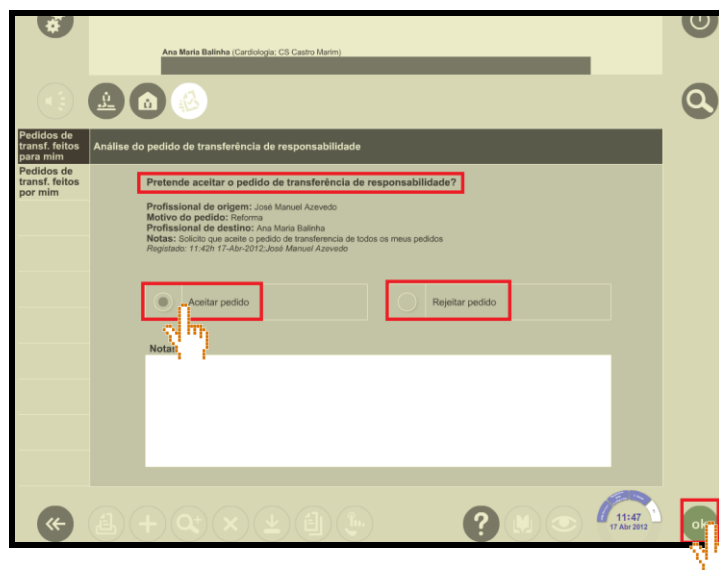 Ana Maria Balinha (Cardiologia; CS Castro Marim)
Pedidos de
transf. feitos
para mim
Análise do pedido de transferência de responsabilidade
Pedidos de
transf. feitos
por mim
Pretende aceitar o pedido de transferência de responsabilidade?
Profissional de origem: José Manuel Azevedo
Motivo do pedido: Reforma
Profissional de destino: Ana Maria Balinha
Notas: Solicito que aceite o pedido de transferencia de todos os meus pedidos
Registado: 11:42h 17-Abr-2012;José Manuel Azevedo
Aceitar pedido
Rejeitar pedido
Notas
?
11:47
17 Abr 2012
ok